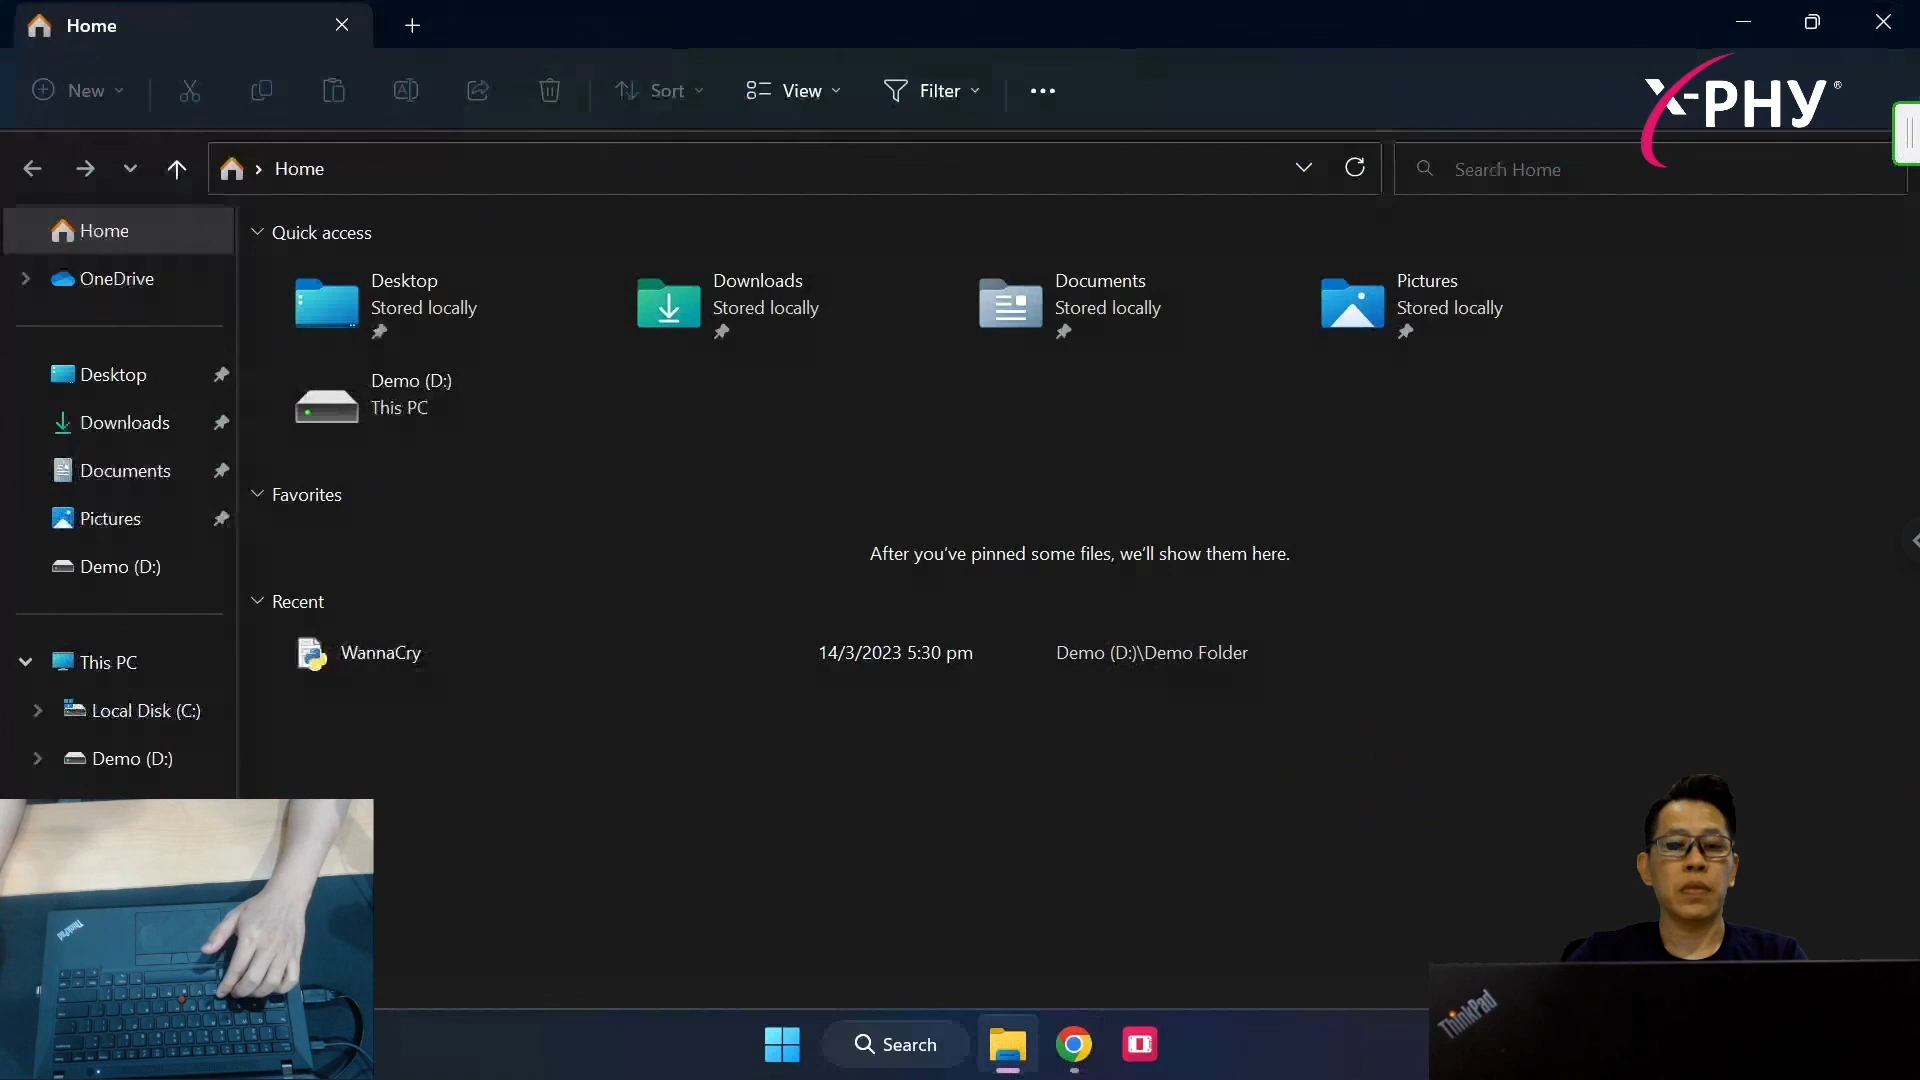 Home
New
Sort
View
Filter
X-PHY®
Home
Search Home
Home
OneDrive
Desktop
Downloads
Documents
Pictures
Demo (D:)
This PC
Local Disk (C:)
Demo (D:)
Quick access
Desktop
Stored locally
Downloads
Stored locally
Documents
Stored locally
Pictures
Stored locally
Demo (D:)
This PC
Favorites
After you've pinned some files, we'll show them here.
Recent
WannaCry 14/3/2023 5:30 pm Demo (D:)\Demo Folder
ThinkPad
ThinkPad
Search